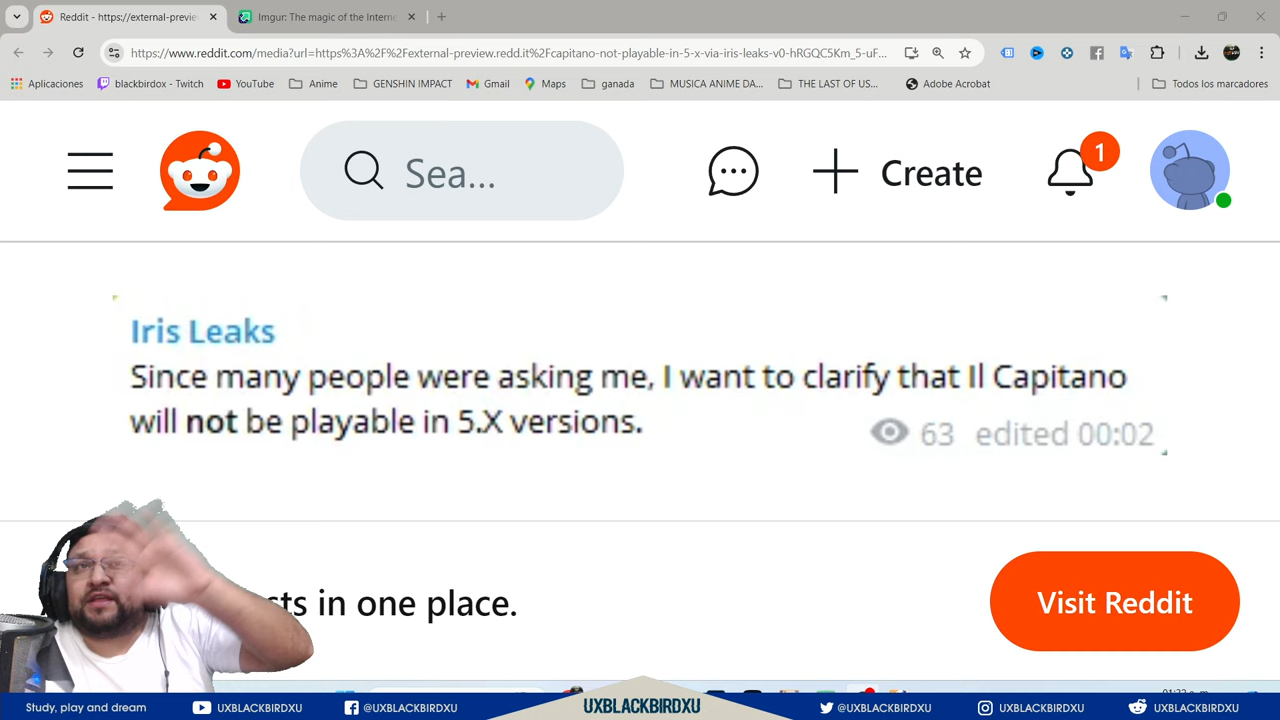 Reddit - https://external-previe
Imgur: The magic of the Interne
https://www.reddit.com/media?url=https%3A%2F%2Fexternal-preview.redd.it%2Fcapitano-not-playable-in-5-x-via-iris-leaks-v0-hRGQC5Km_5-uF...
Aplicaciones
blackbirdox - Twitch
YouTube
Anime
GENSHIN IMPACT
Gmail
Maps
ganada
MUSICA ANIME DA...
THE LAST OF US...
Adobe Acrobat
Todos los marcadores
Sea...
Create
1
Iris Leaks
Since many people were asking me, I want to clarify that Il Capitano
will not be playable in 5.X versions.
63 edited 00:02
in one place.
Visit Reddit
Study, play and dream
UXBLACKBIRDXU
@UXBLACKBIRDXU
UXBLACKBIRDXU
@UXBLACKBIRDXU
UXBLACKBIRDXU
UXBLACKBIRDXU